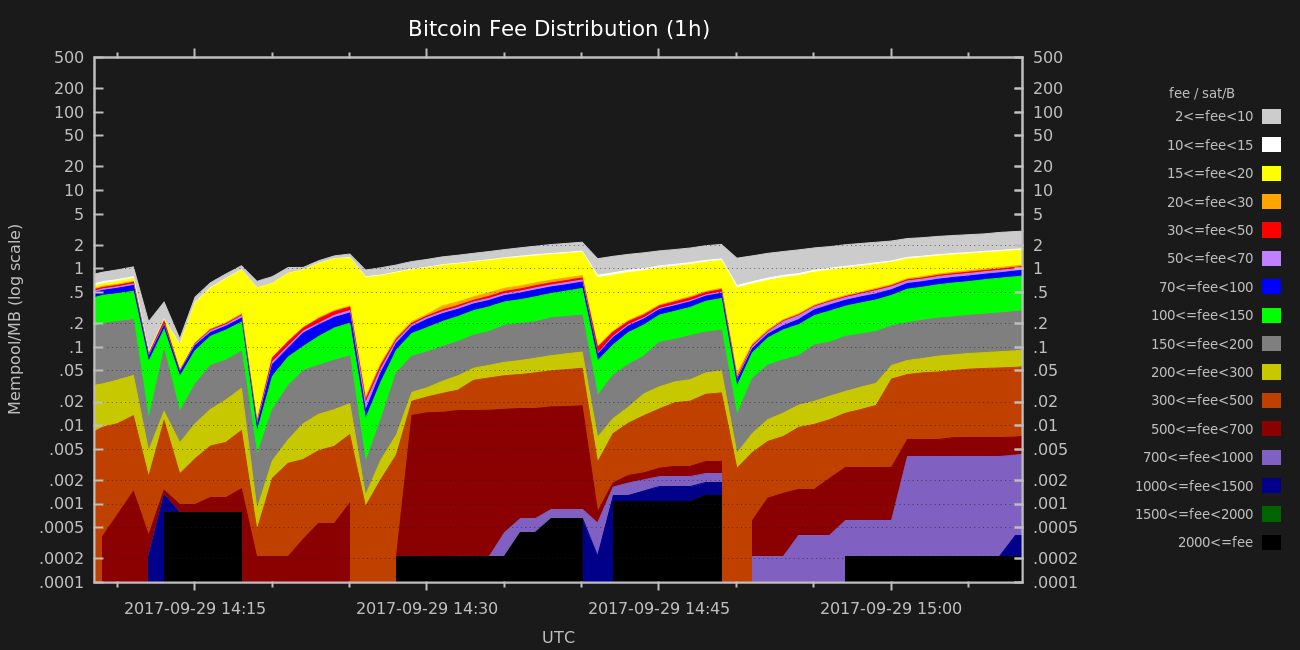 Bitcoin Fee Distribution (1h)
500 500
200 200
100 100
50 50
20 20
10 10
5 5
2 2
1 1
.5 .5
.2 .2
.1 .1
.05 .05
.02 .02
.01 .01
.005 .005
.002 .002
.001 .001
.0005 .0005
.0002 .0002
.0001 .0001
Mempool/MB (log scale)
2017-09-29 14:15 2017-09-29 14:30 2017-09-29 14:45 2017-09-29 15:00
UTC
fee / sat/B
2<=fee<10
10<=fee<15
15<=fee<20
20<=fee<30
30<=fee<50
50<=fee<70
70<=fee<100
100<=fee<150
150<=fee<200
200<=fee<300
300<=fee<500
500<=fee<700
700<=fee<1000
1000<=fee<1500
1500<=fee<2000
2000<=fee